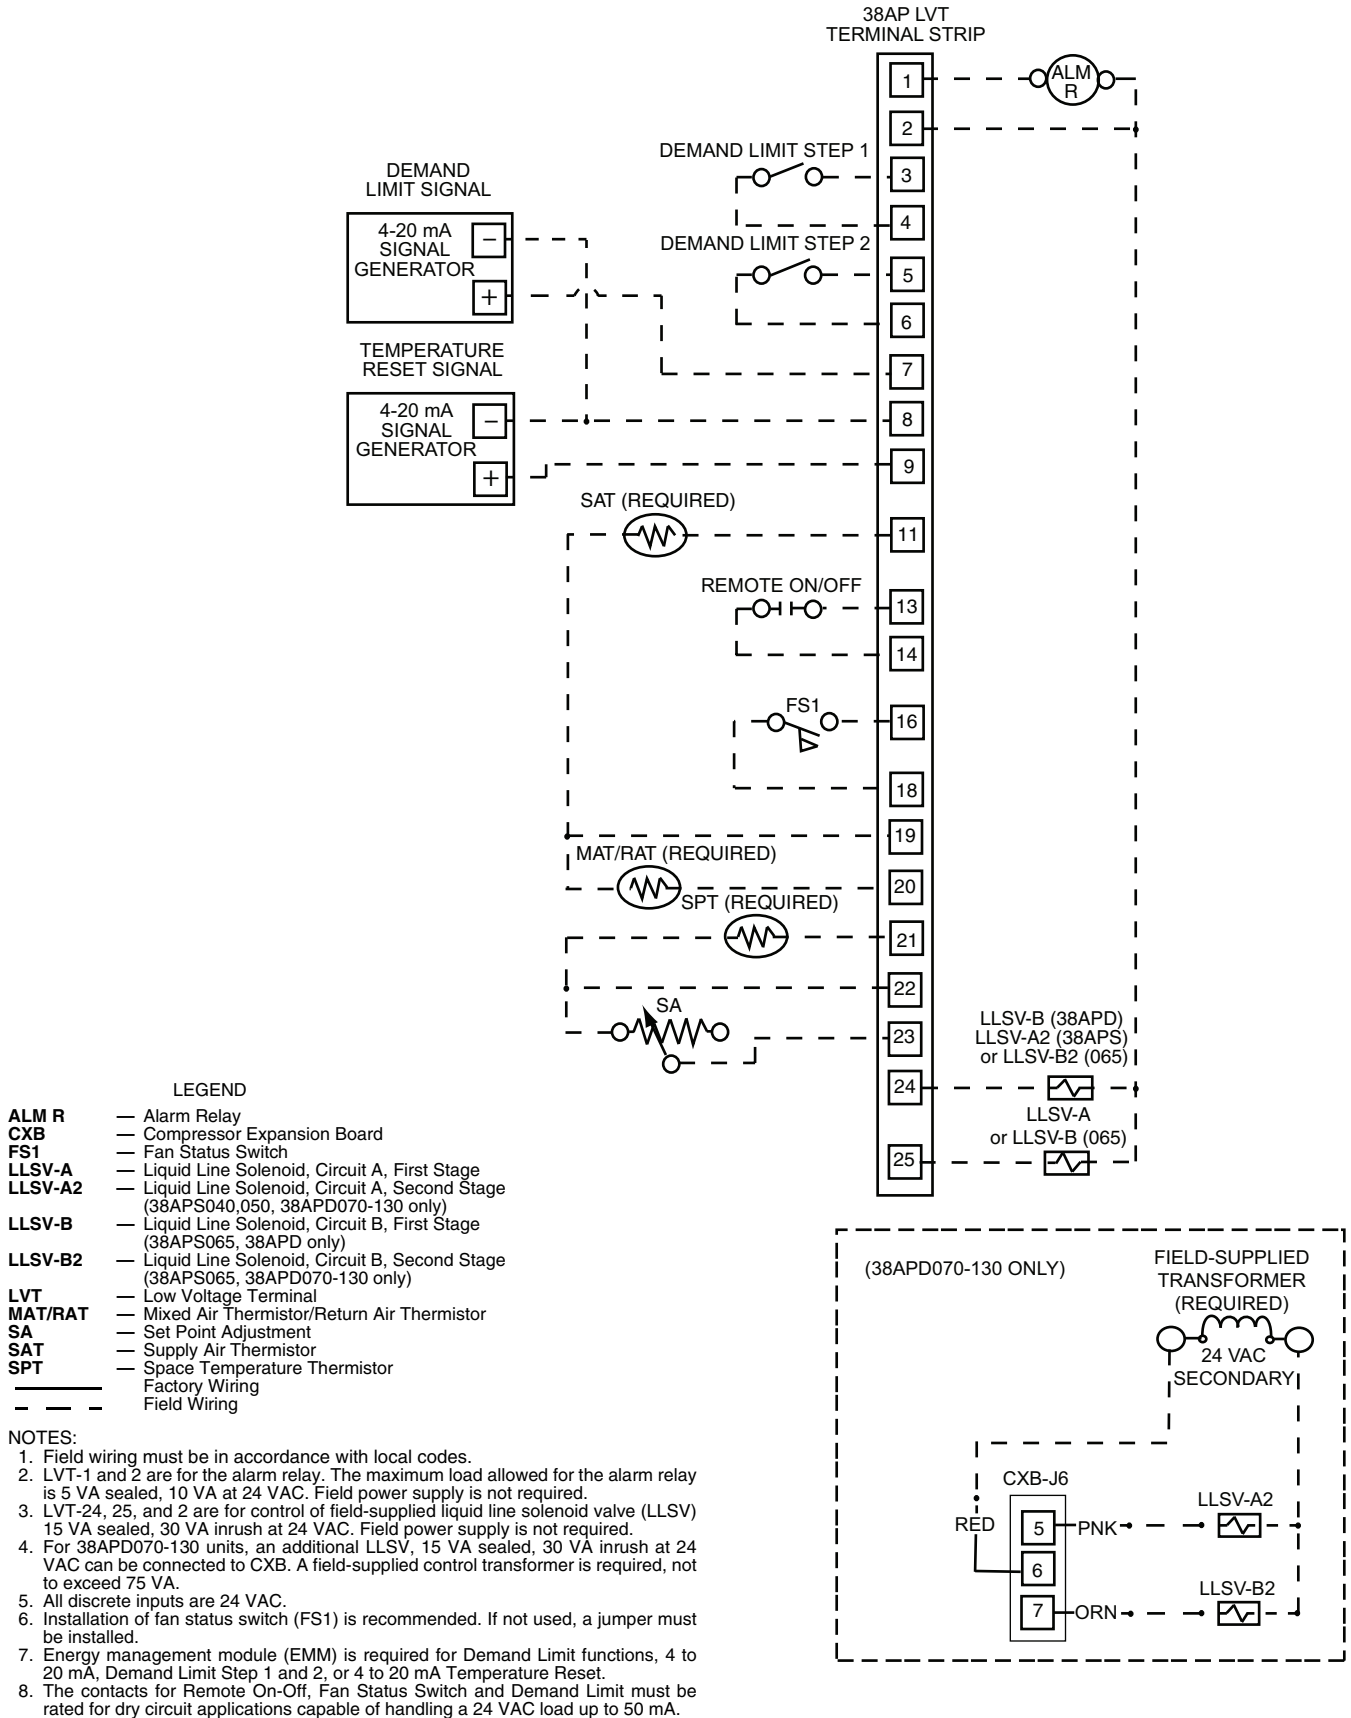 38AP LVT
TERMINAL STRIP
1
ALM
R
2
DEMAND LIMIT STEP 1
3
4
DEMAND LIMIT STEP 2
5
6
DEMAND
LIMIT SIGNAL
4-20 mA
SIGNAL
GENERATOR
−
+
7
TEMPERATURE
RESET SIGNAL
4-20 mA
SIGNAL
GENERATOR
−
+
8
9
SAT (REQUIRED)
11
REMOTE ON/OFF
13
14
FS1
16
18
19
MAT/RAT (REQUIRED)
20
SPT (REQUIRED)
21
22
SA
23
LLSV-B (38APD)
LLSV-A2 (38APS)
or LLSV-B2 (065)
24
LLSV-A
or LLSV-B (065)
25
LEGEND
ALM R — Alarm Relay
CXB — Compressor Expansion Board
FS1 — Fan Status Switch
LLSV-A — Liquid Line Solenoid, Circuit A, First Stage
LLSV-A2 — Liquid Line Solenoid, Circuit A, Second Stage
(38APS040,050, 38APD070-130 only)
LLSV-B — Liquid Line Solenoid, Circuit B, First Stage
(38APS065, 38APD only)
LLSV-B2 — Liquid Line Solenoid, Circuit B, Second Stage
(38APS065, 38APD070-130 only)
LVT — Low Voltage Terminal
MAT/RAT — Mixed Air Thermistor/Return Air Thermistor
SA — Set Point Adjustment
SAT — Supply Air Thermistor
SPT — Space Temperature Thermistor
Factory Wiring
Field Wiring
NOTES:
1. Field wiring must be in accordance with local codes.
2. LVT-1 and 2 are for the alarm relay. The maximum load allowed for the alarm relay
is 5 VA sealed, 10 VA at 24 VAC. Field power supply is not required.
3. LVT-24, 25, and 2 are for control of field-supplied liquid line solenoid valve (LLSV)
15 VA sealed, 30 VA inrush at 24 VAC. Field power supply is not required.
4. For 38APD070-130 units, an additional LLSV, 15 VA sealed, 30 VA inrush at 24
VAC can be connected to CXB. A field-supplied control transformer is required, not
to exceed 75 VA.
5. All discrete inputs are 24 VAC.
6. Installation of fan status switch (FS1) is recommended. If not used, a jumper must
be installed.
7. Energy management module (EMM) is required for Demand Limit functions, 4 to
20 mA, Demand Limit Step 1 and 2, or 4 to 20 mA Temperature Reset.
8. The contacts for Remote On-Off, Fan Status Switch and Demand Limit must be
rated for dry circuit applications capable of handling a 24 VAC load up to 50 mA.
(38APD070-130 ONLY)
FIELD-SUPPLIED
TRANSFORMER
(REQUIRED)
24 VAC
SECONDARY
CXB-J6
RED
5
PNK
LLSV-A2
6
7
ORN
LLSV-B2